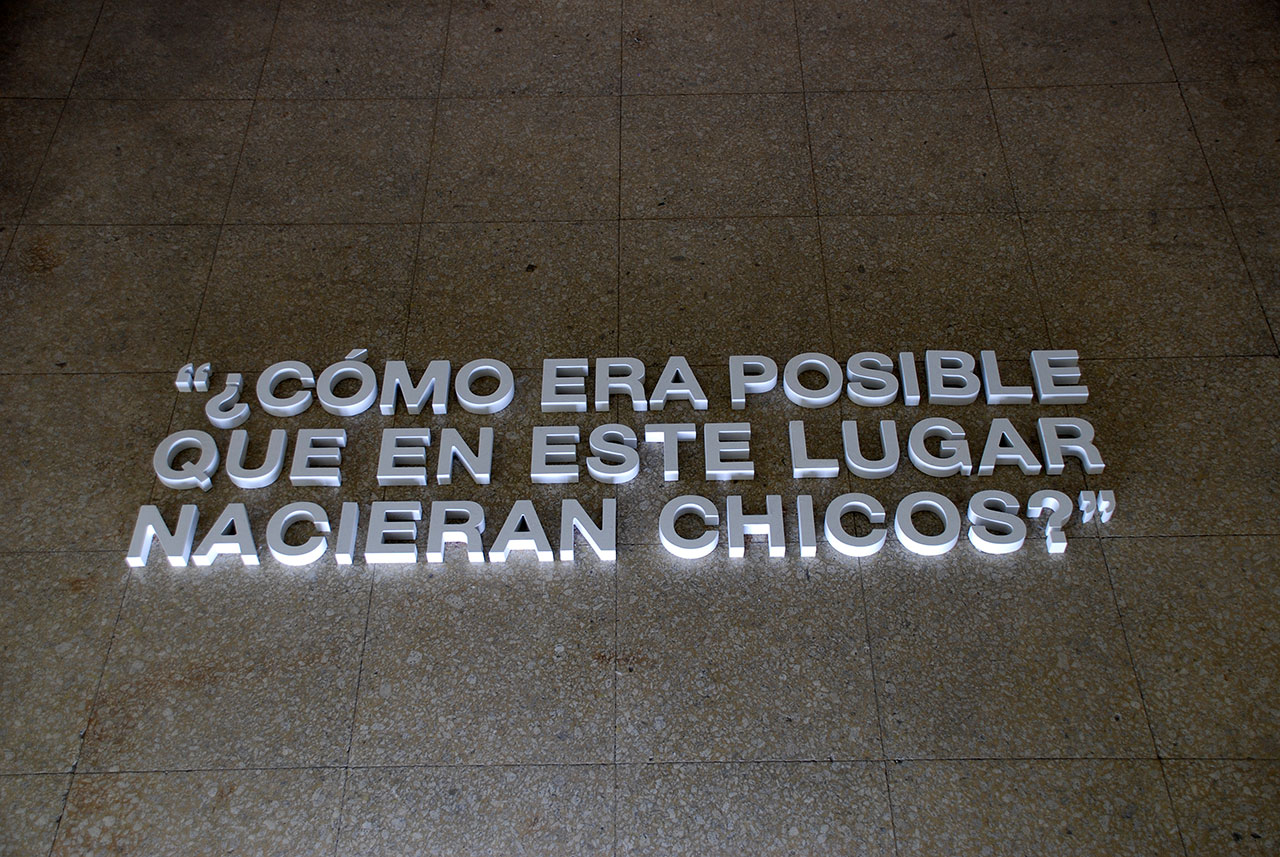 “¿CÓMO ERA POSIBLE
QUE EN ESTE LUGAR
NACIERAN CHICOS?”